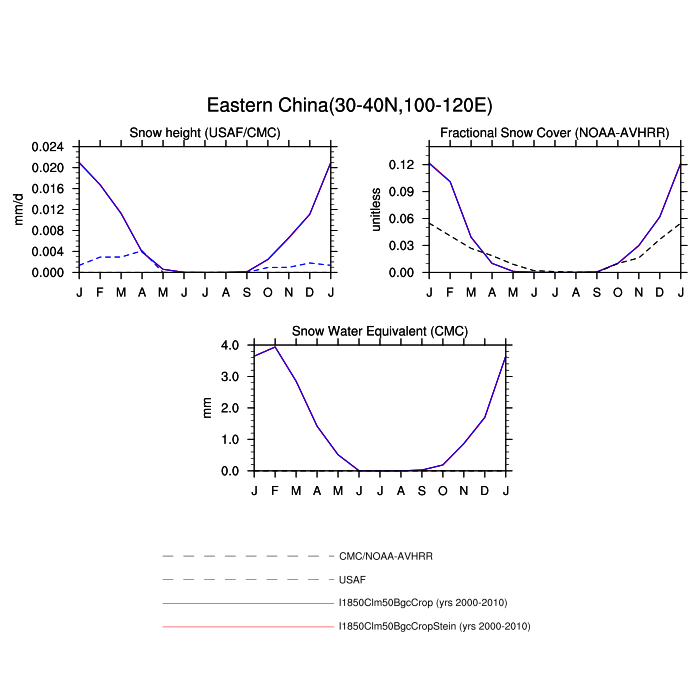 Eastern China(30-40N,100-120E)
Snow height (USAF/CMC)
0.024
0.020
0.016
0.012
0.008
0.004
0.000
mm/d
J F M A M J J A S O N D J
Fractional Snow Cover (NOAA-AVHRR)
0.12
0.09
0.06
0.03
0.00
unitless
J F M A M J J A S O N D J
Snow Water Equivalent (CMC)
4.0
3.0
2.0
1.0
0.0
mm
J F M A M J J A S O N D J
CMC/NOAA-AVHRR
USAF
I1850Clm50BgcCrop (yrs 2000-2010)
I1850Clm50BgcCropStein (yrs 2000-2010)